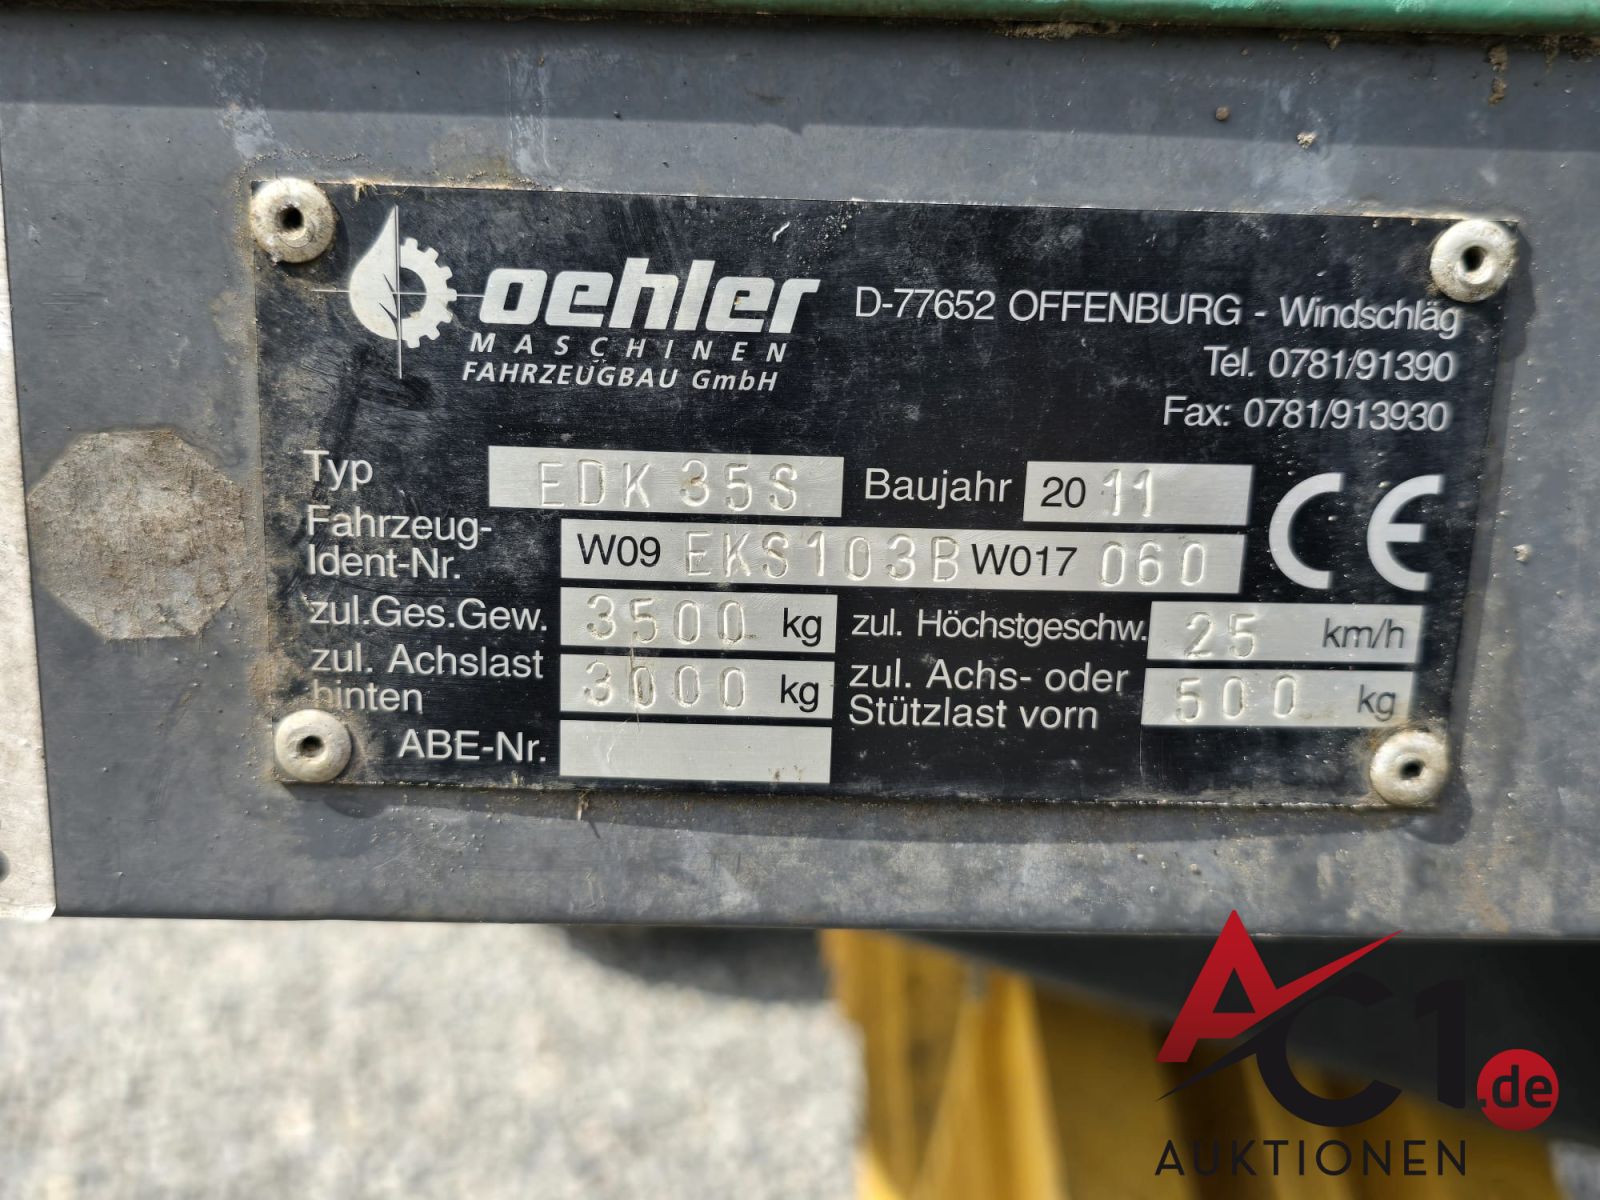 oehler
MASCHINEN
FAHRZEUGBAU GmbH
D-77652 OFFENBURG - Windschläg
Tel. 0781/91390
Fax: 0781/913930
Typ EDK 35S Baujahr 2011
Fahrzeug-
Ident-Nr. W09 EKS103B W017 060
zul.Ges.Gew. 3500 kg zul. Höchstgeschw. 25 km/h
zul. Achslast
hinten 3000 kg zul. Achs- oder
Stützlast vorn 500 kg
ABE-Nr.
CE
AC1.de
AUKTIONEN